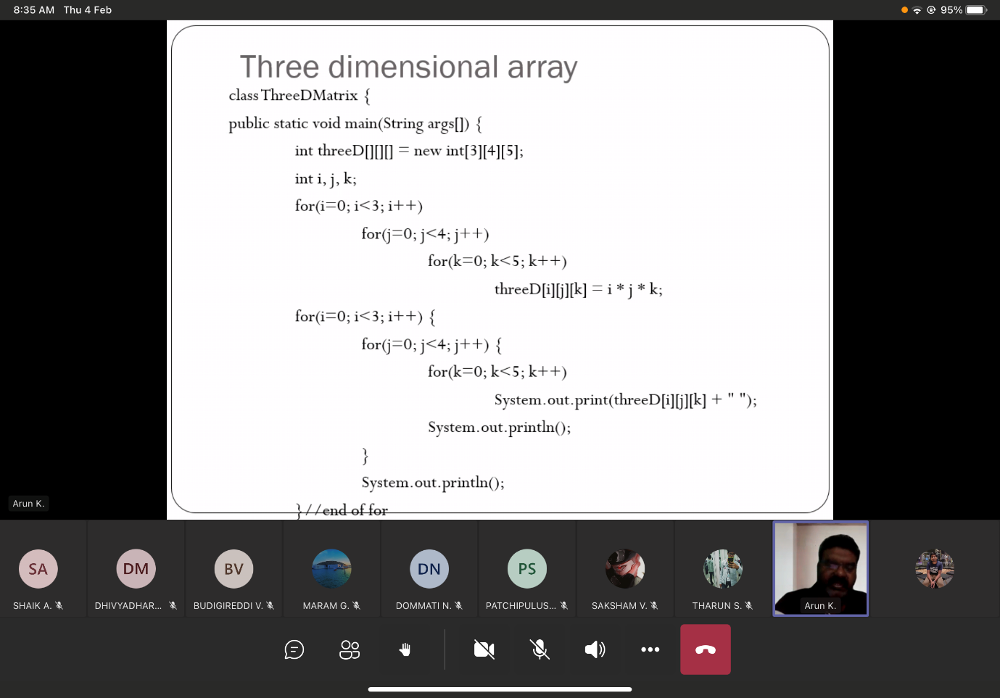 8:35 AM Thu 4 Feb
95%
Three dimensional array
class ThreeDMatrix {
public static void main(String args[]) {
int threeD[][][] = new int[3][4][5];
int i, j, k;
for(i=0; i<3; i++)
for(j=0; j<4; j++)
for(k=0; k<5; k++)
threeD[i][j][k] = i * j * k;
for(i=0; i<3; i++) {
for(j=0; j<4; j++) {
for(k=0; k<5; k++)
System.out.print(threeD[i][j][k] + " ");
System.out.println();
}
System.out.println();
}//end of for
Arun K.
SA DM BV DN PS
SHAIK A. DHIVYADHAR... BUDIGIREDDI V. MARAM G. DOMMATI N. PATCHIPULUS... SAKSHAM V. THARUN S. Arun K.